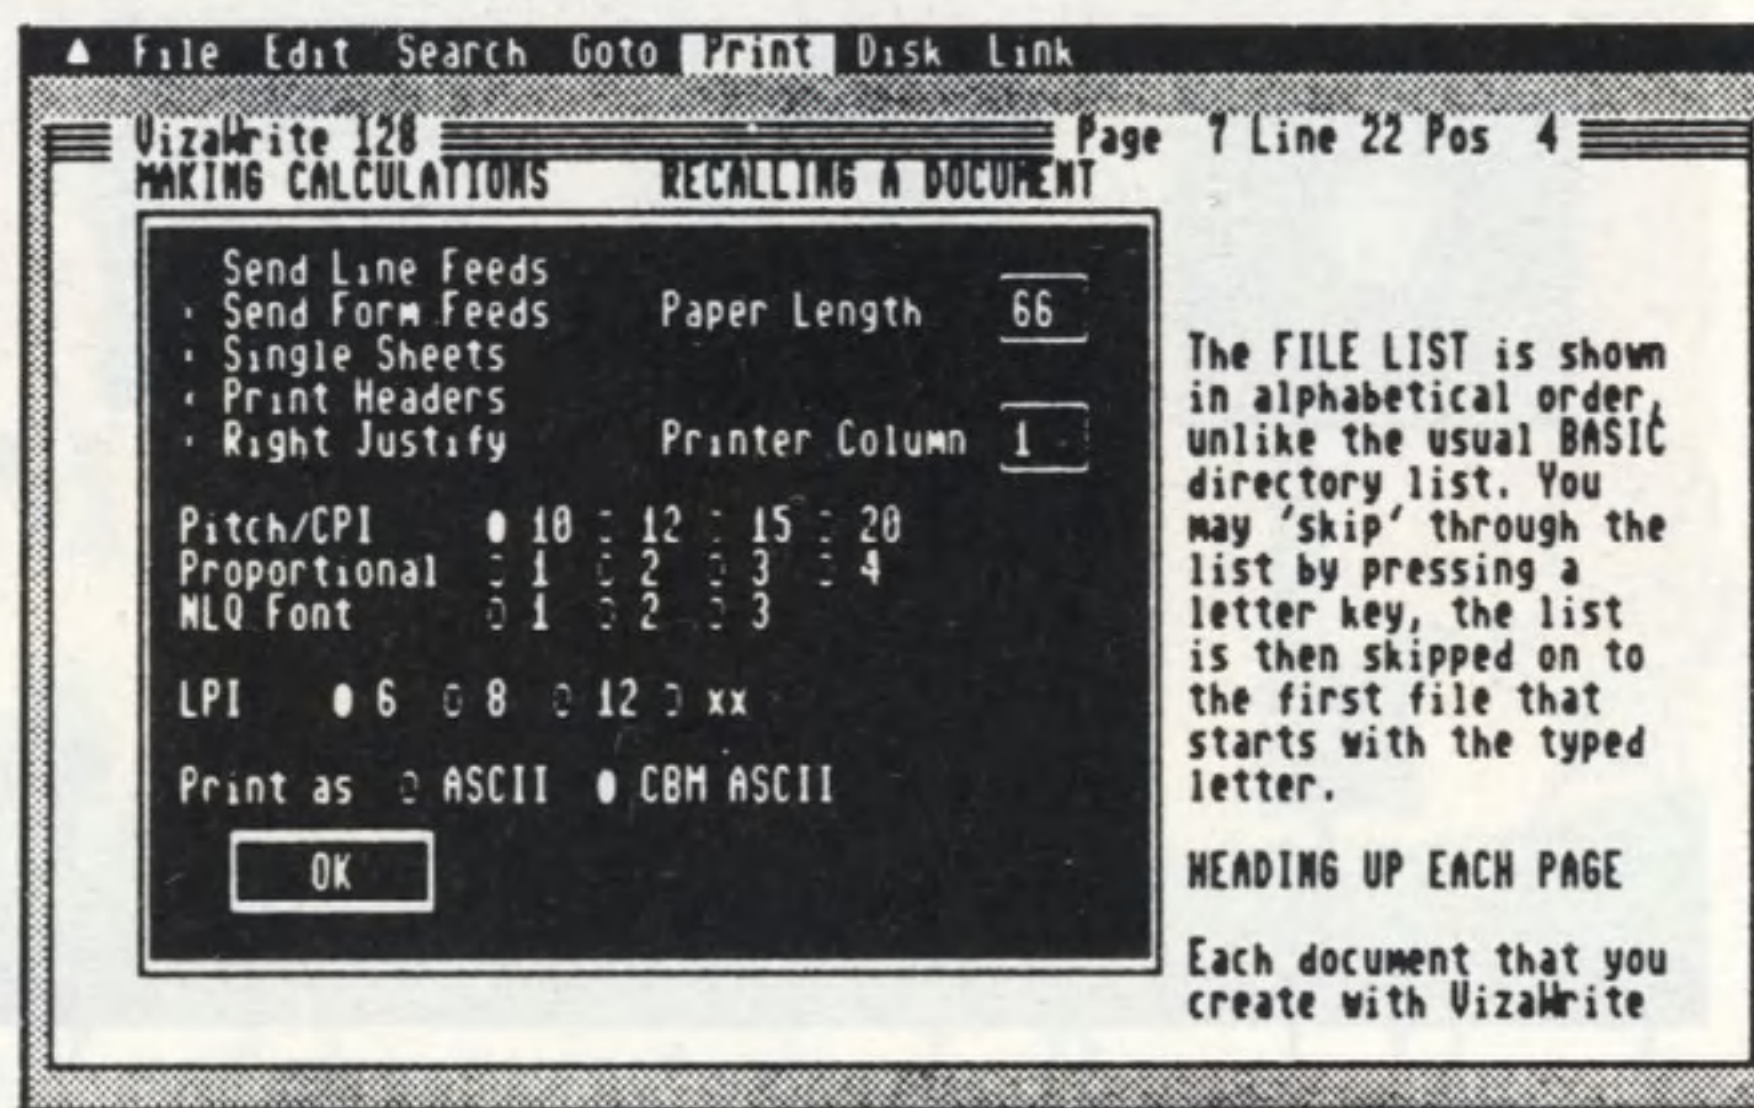 File Edit Search Goto Print Disk Link
VizaWrite 128 Page 7 Line 22 Pos 4
MAKING CALCULATIONS RECALLING A DOCUMENT
Send Line Feeds
Send Form Feeds Paper Length 66
Single Sheets
Print Headers
Right Justify Printer Column 1
Pitch/CPI 10 12 15 20
Proportional 1 2 3 4
NLQ Font 1 2 3
LPI 6 8 12 xx
Print as ASCII CBM ASCII
OK
The FILE LIST is shown
in alphabetical order,
unlike the usual BASIC
directory list. You
may 'skip' through the
list by pressing a
letter key, the list
is then skipped on to
the first file that
starts with the typed
letter.
HEADING UP EACH PAGE
Each document that you
create with VizaWrite